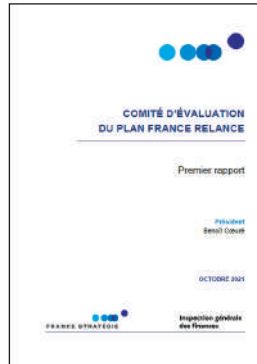 COMITÉ D'ÉVALUATION
DU PLAN FRANCE RELANCE
Premier rapport
Président
Benoît Cœuré
OCTOBRE 2021
FRANCE STRATÉGIE
Inspection générale
des finances